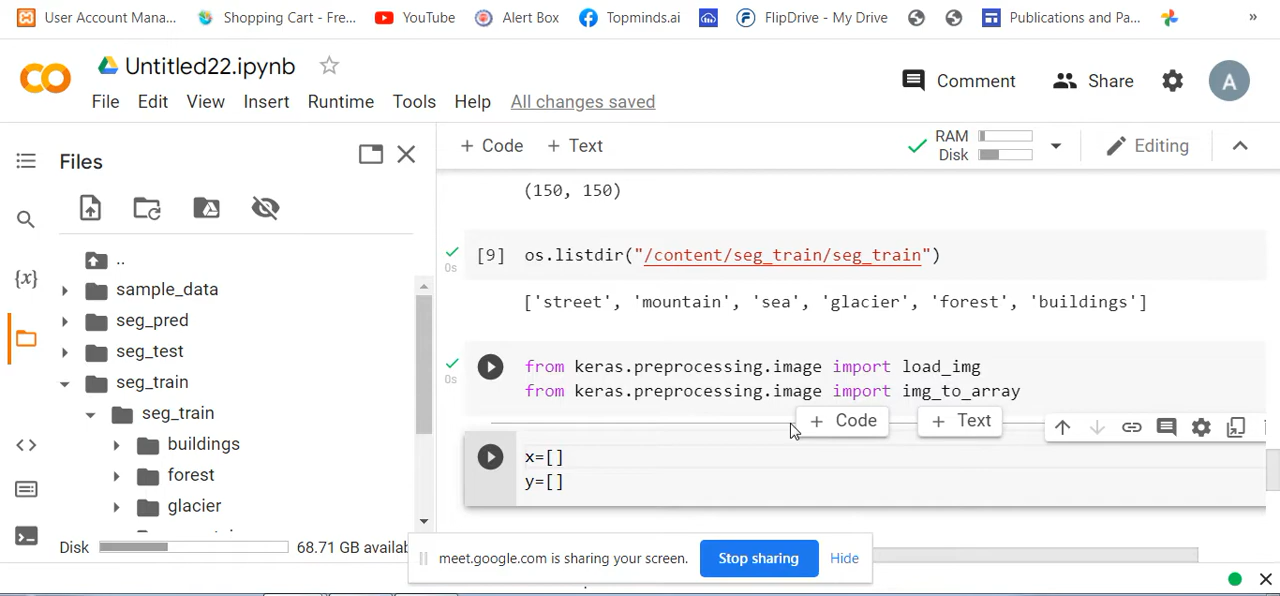 User Account Mana... Shopping Cart - Fre... YouTube Alert Box Topminds.ai FlipDrive - My Drive Publications and Pa... »
CO Untitled22.ipynb Comment Share A
File Edit View Insert Runtime Tools Help All changes saved
Files
+ Code + Text RAM Disk Editing
(150, 150)
..
sample_data
seg_pred
seg_test
seg_train
seg_train
buildings
forest
glacier
{x}
Disk 68.71 GB availab
0s [9] os.listdir("/content/seg_train/seg_train")
['street', 'mountain', 'sea', 'glacier', 'forest', 'buildings']
0s from keras.preprocessing.image import load_img
from keras.preprocessing.image import img_to_array
+ Code + Text
x=[]
y=[]
meet.google.com is sharing your screen. Stop sharing Hide